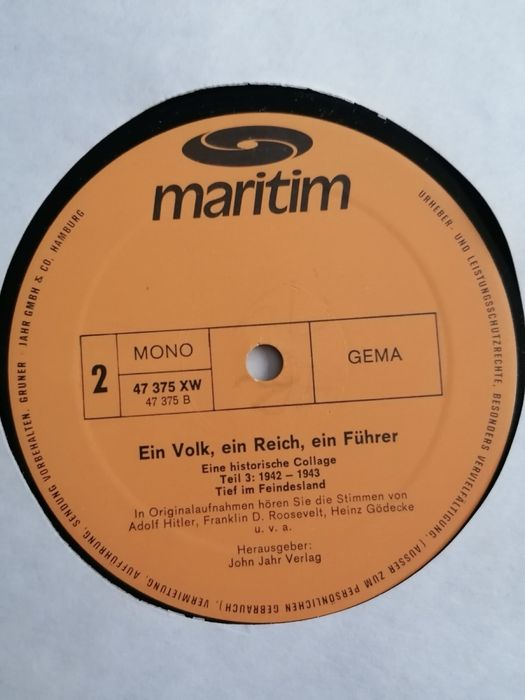 maritim
2
MONO
47 375 XW
47 375 B
GEMA
Ein Volk, ein Reich, ein Führer
Eine historische Collage
Teil 3: 1942 – 1943
Tief im Feindesland
In Originalaufnahmen hören Sie die Stimmen von
Adolf Hitler, Franklin D. Roosevelt, Heinz Gödecke
u. v. a.
Herausgeber:
John Jahr Verlag
URHEBER- UND LEISTUNGSSCHUTZRECHTE, BESONDERS VERVIELFÄLTIGUNG, (AUSSER ZUM PERSÖNLICHEN GEBRAUCH), VERMIETUNG, AUFFÜHRUNG, SENDUNG VORBEHALTEN. GRUNER + JAHR GMBH & CO, HAMBURG